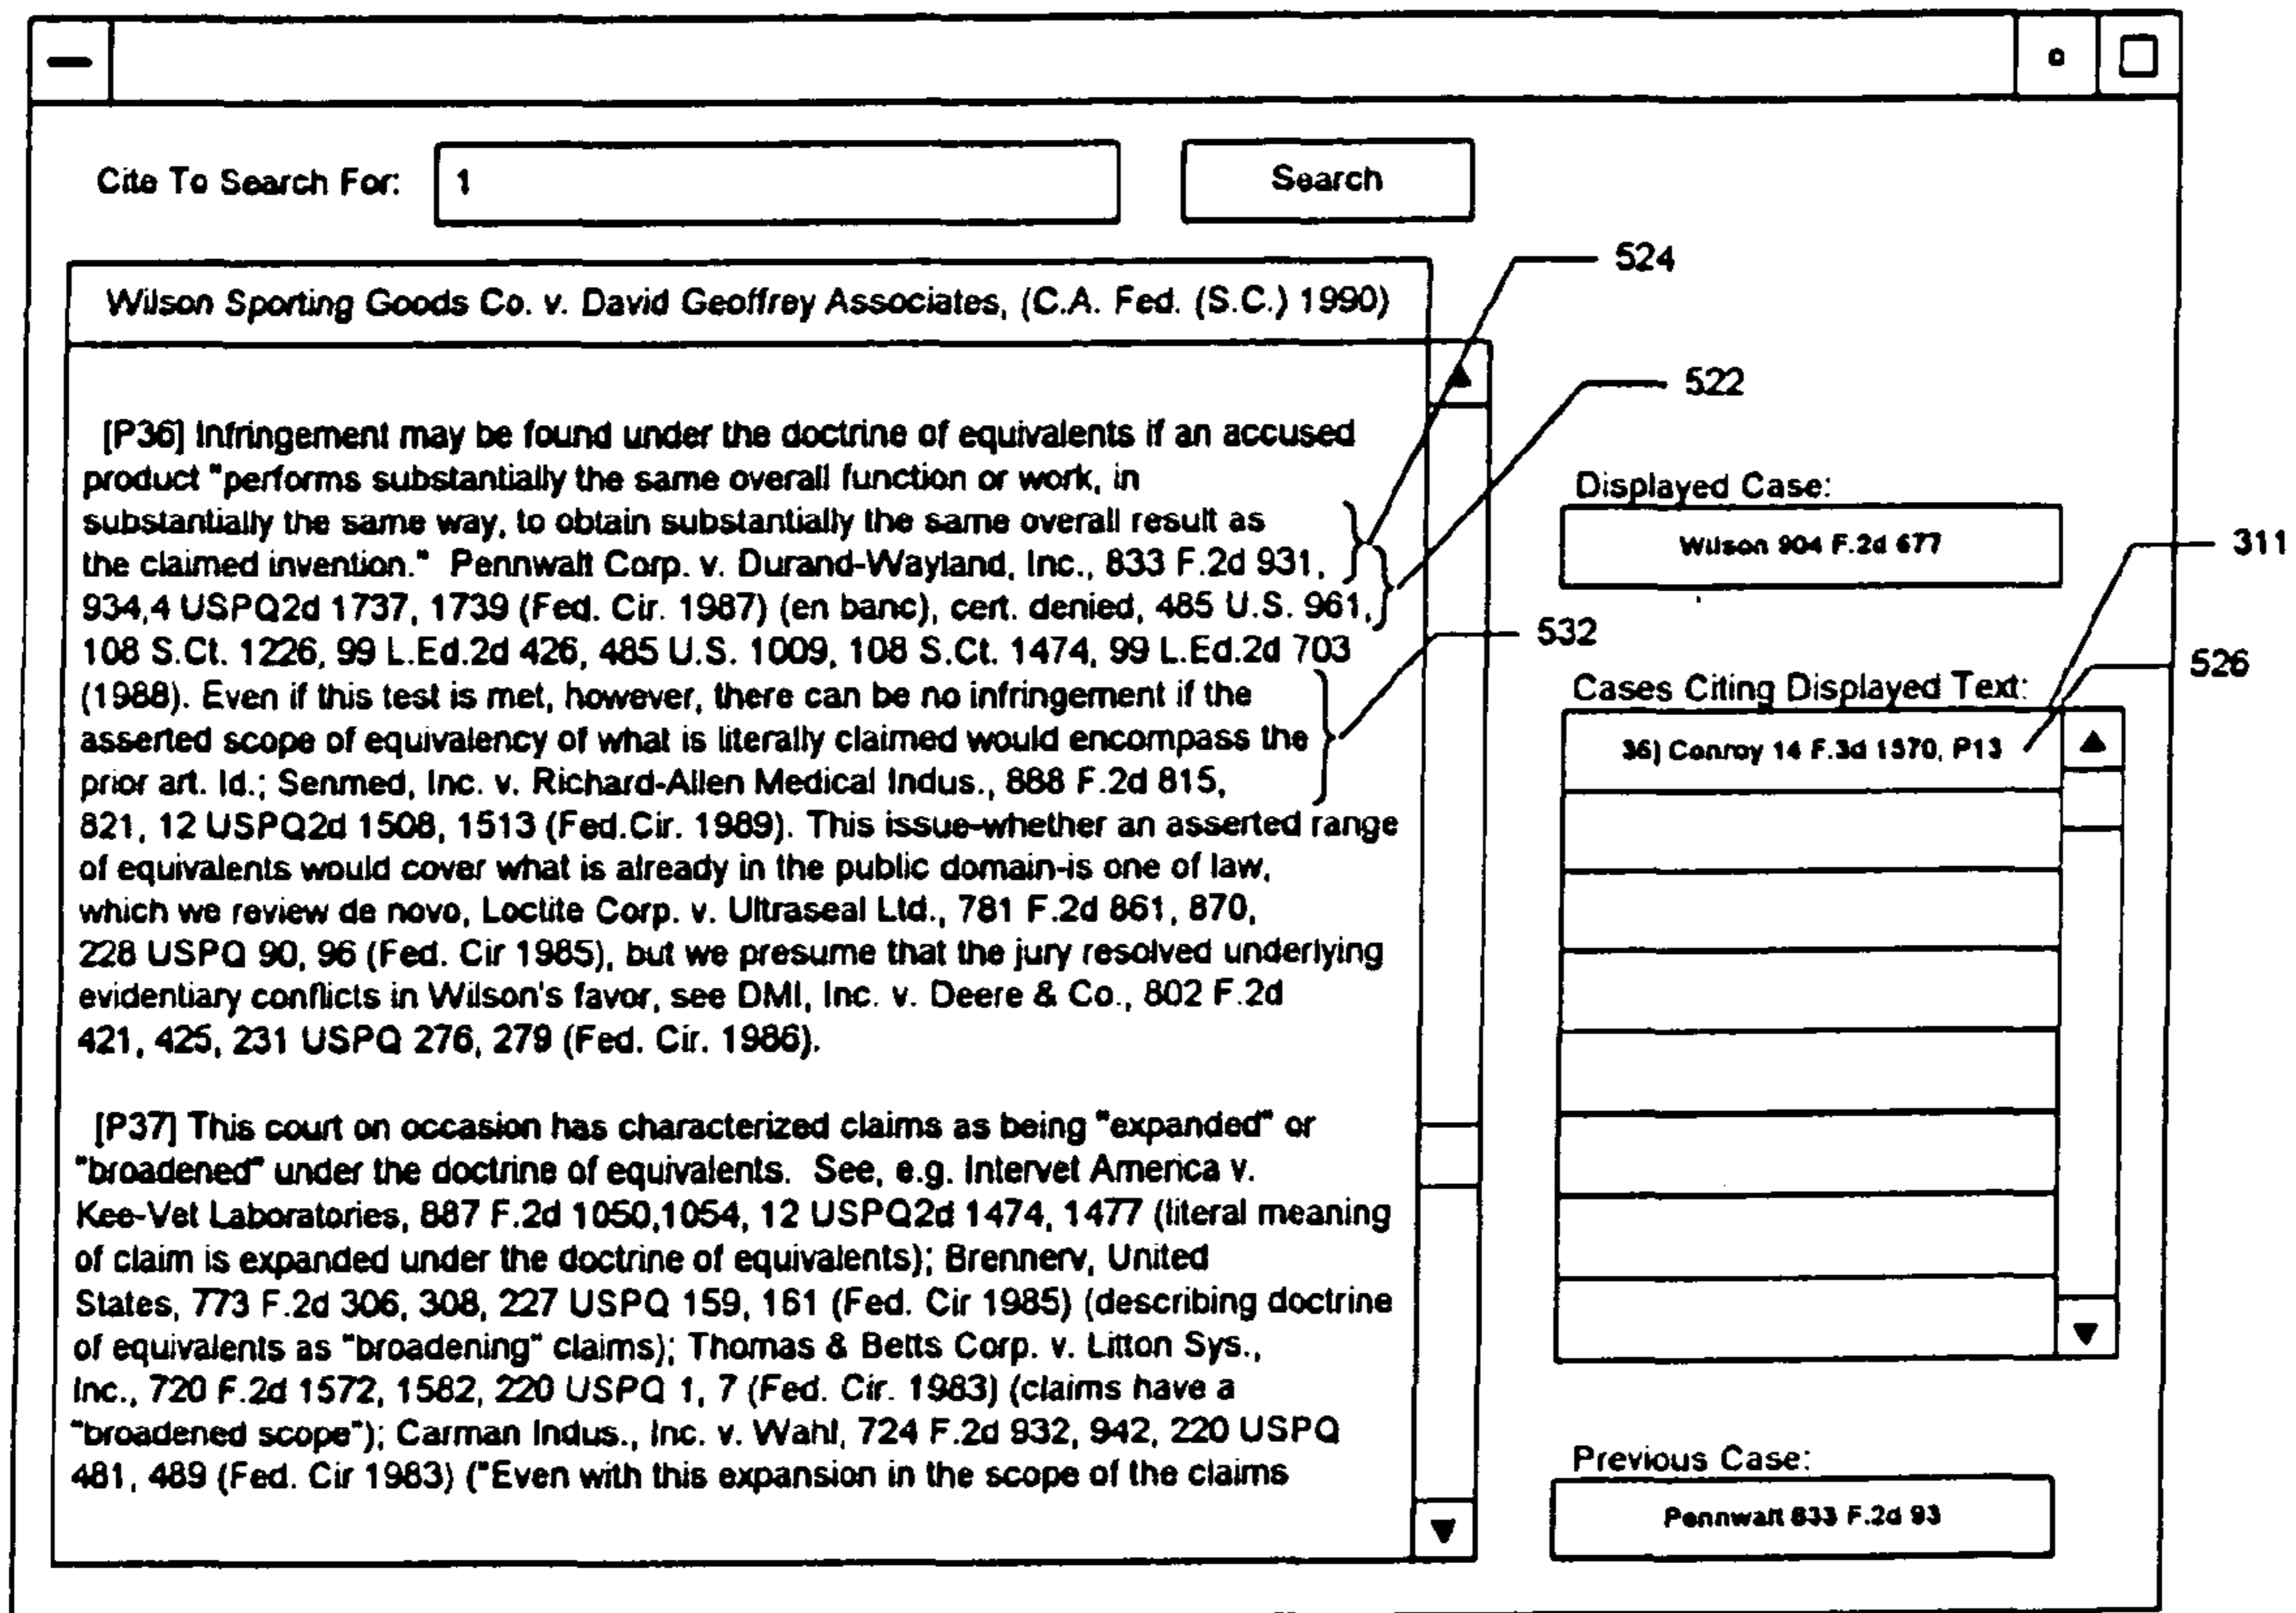 Cite To Search For:
1
Search
Wilson Sporting Goods Co. v. David Geoffrey Associates, (C.A. Fed. (S.C.) 1990)
[P36] Infringement may be found under the doctrine of equivalents if an accused
product "performs substantially the same overall function or work, in
substantially the same way, to obtain substantially the same overall result as
the claimed invention." Pennwalt Corp. v. Durand-Wayland, Inc., 833 F.2d 931,
934,4 USPQ2d 1737, 1739 (Fed. Cir. 1987) (en banc), cert. denied, 485 U.S. 961,
108 S.Ct. 1226, 99 L.Ed.2d 426, 485 U.S. 1009, 108 S.Ct. 1474, 99 L.Ed.2d 703
(1988). Even if this test is met, however, there can be no infringement if the
asserted scope of equivalency of what is literally claimed would encompass the
prior art. Id.; Senmed, Inc. v. Richard-Allen Medical Indus., 888 F.2d 815,
821, 12 USPQ2d 1508, 1513 (Fed.Cir. 1989). This issue-whether an asserted range
of equivalents would cover what is already in the public domain-is one of law,
which we review de novo, Loctite Corp. v. Ultraseal Ltd., 781 F.2d 861, 870,
228 USPQ 90, 96 (Fed. Cir 1985), but we presume that the jury resolved underlying
evidentiary conflicts in Wilson's favor, see DMI, Inc. v. Deere & Co., 802 F.2d
421, 425, 231 USPQ 276, 279 (Fed. Cir. 1986).
[P37] This court on occasion has characterized claims as being "expanded" or
"broadened" under the doctrine of equivalents. See, e.g. Intervet America v.
Kee-Vet Laboratories, 887 F.2d 1050,1054, 12 USPQ2d 1474, 1477 (literal meaning
of claim is expanded under the doctrine of equivalents); Brennerv, United
States, 773 F.2d 306, 308, 227 USPQ 159, 161 (Fed. Cir 1985) (describing doctrine
of equivalents as "broadening" claims); Thomas & Betts Corp. v. Litton Sys.,
Inc., 720 F.2d 1572, 1582, 220 USPQ 1, 7 (Fed. Cir. 1983) (claims have a
"broadened scope"); Carman Indus., Inc. v. Wahl, 724 F.2d 932, 942, 220 USPQ
481, 489 (Fed. Cir 1983) ("Even with this expansion in the scope of the claims
524
522
532
Displayed Case:
Wilson 904 F.2d 677
311
526
Cases Citing Displayed Text:
36) Conroy 14 F.3d 1570, P13
Previous Case:
Pennwalt 833 F.2d 93